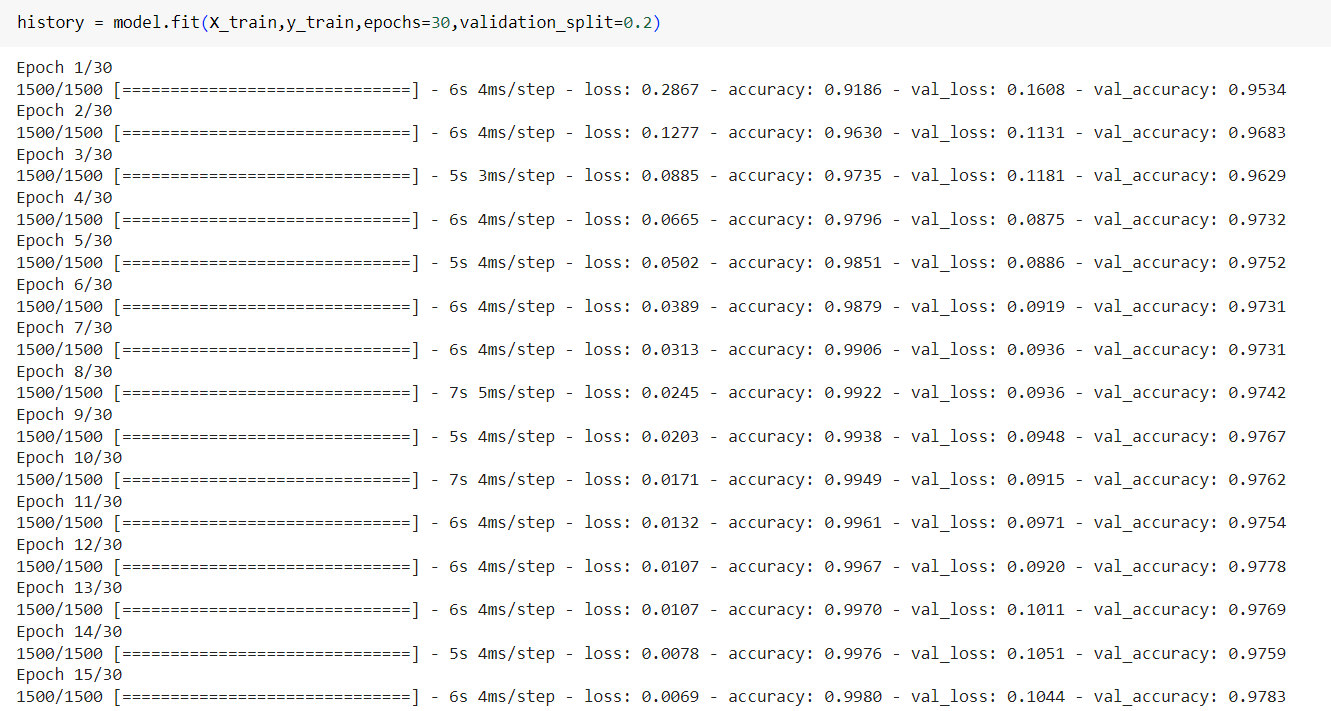 history = model.fit(X_train,y_train,epochs=30,validation_split=0.2)
Epoch 1/30
1500/1500 [==============================] - 6s 4ms/step - loss: 0.2867 - accuracy: 0.9186 - val_loss: 0.1608 - val_accuracy: 0.9534
Epoch 2/30
1500/1500 [==============================] - 6s 4ms/step - loss: 0.1277 - accuracy: 0.9630 - val_loss: 0.1131 - val_accuracy: 0.9683
Epoch 3/30
1500/1500 [==============================] - 5s 3ms/step - loss: 0.0885 - accuracy: 0.9735 - val_loss: 0.1181 - val_accuracy: 0.9629
Epoch 4/30
1500/1500 [==============================] - 6s 4ms/step - loss: 0.0665 - accuracy: 0.9796 - val_loss: 0.0875 - val_accuracy: 0.9732
Epoch 5/30
1500/1500 [==============================] - 5s 4ms/step - loss: 0.0502 - accuracy: 0.9851 - val_loss: 0.0886 - val_accuracy: 0.9752
Epoch 6/30
1500/1500 [==============================] - 6s 4ms/step - loss: 0.0389 - accuracy: 0.9879 - val_loss: 0.0919 - val_accuracy: 0.9731
Epoch 7/30
1500/1500 [==============================] - 6s 4ms/step - loss: 0.0313 - accuracy: 0.9906 - val_loss: 0.0936 - val_accuracy: 0.9731
Epoch 8/30
1500/1500 [==============================] - 7s 5ms/step - loss: 0.0245 - accuracy: 0.9922 - val_loss: 0.0936 - val_accuracy: 0.9742
Epoch 9/30
1500/1500 [==============================] - 5s 4ms/step - loss: 0.0203 - accuracy: 0.9938 - val_loss: 0.0948 - val_accuracy: 0.9767
Epoch 10/30
1500/1500 [==============================] - 7s 4ms/step - loss: 0.0171 - accuracy: 0.9949 - val_loss: 0.0915 - val_accuracy: 0.9762
Epoch 11/30
1500/1500 [==============================] - 6s 4ms/step - loss: 0.0132 - accuracy: 0.9961 - val_loss: 0.0971 - val_accuracy: 0.9754
Epoch 12/30
1500/1500 [==============================] - 6s 4ms/step - loss: 0.0107 - accuracy: 0.9967 - val_loss: 0.0920 - val_accuracy: 0.9778
Epoch 13/30
1500/1500 [==============================] - 6s 4ms/step - loss: 0.0107 - accuracy: 0.9970 - val_loss: 0.1011 - val_accuracy: 0.9769
Epoch 14/30
1500/1500 [==============================] - 5s 4ms/step - loss: 0.0078 - accuracy: 0.9976 - val_loss: 0.1051 - val_accuracy: 0.9759
Epoch 15/30
1500/1500 [==============================] - 6s 4ms/step - loss: 0.0069 - accuracy: 0.9980 - val_loss: 0.1044 - val_accuracy: 0.9783